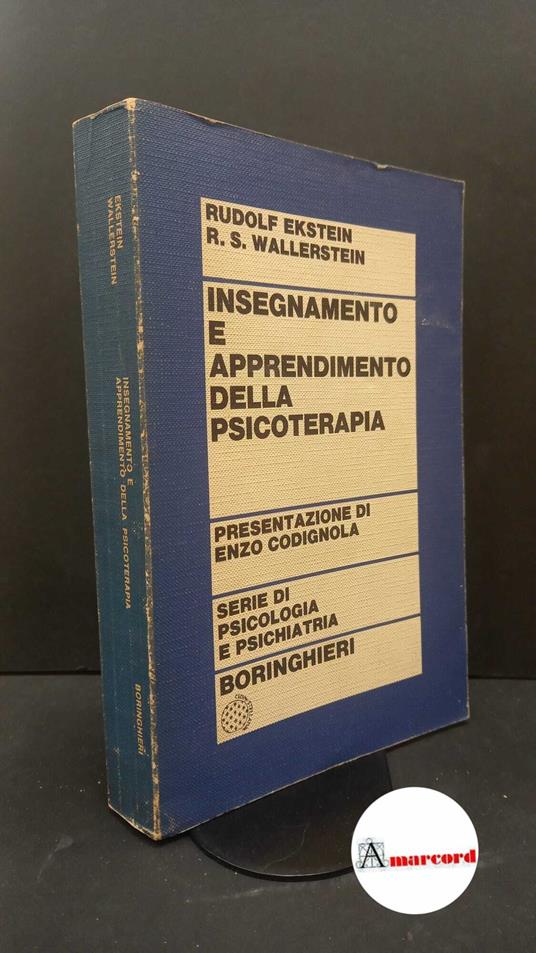 RUDOLF EKSTEIN
R. S. WALLERSTEIN
INSEGNAMENTO
E
APPRENDIMENTO
DELLA
PSICOTERAPIA
PRESENTAZIONE DI
ENZO CODIGNOLA
SERIE DI
PSICOLOGIA
E PSICHIATRIA
BORINGHIERI
EKSTEIN
WALLERSTEIN
INSEGNAMENTO E
APPRENDIMENTO DELLA PSICOTERAPIA
BORINGHIERI
Amarcord